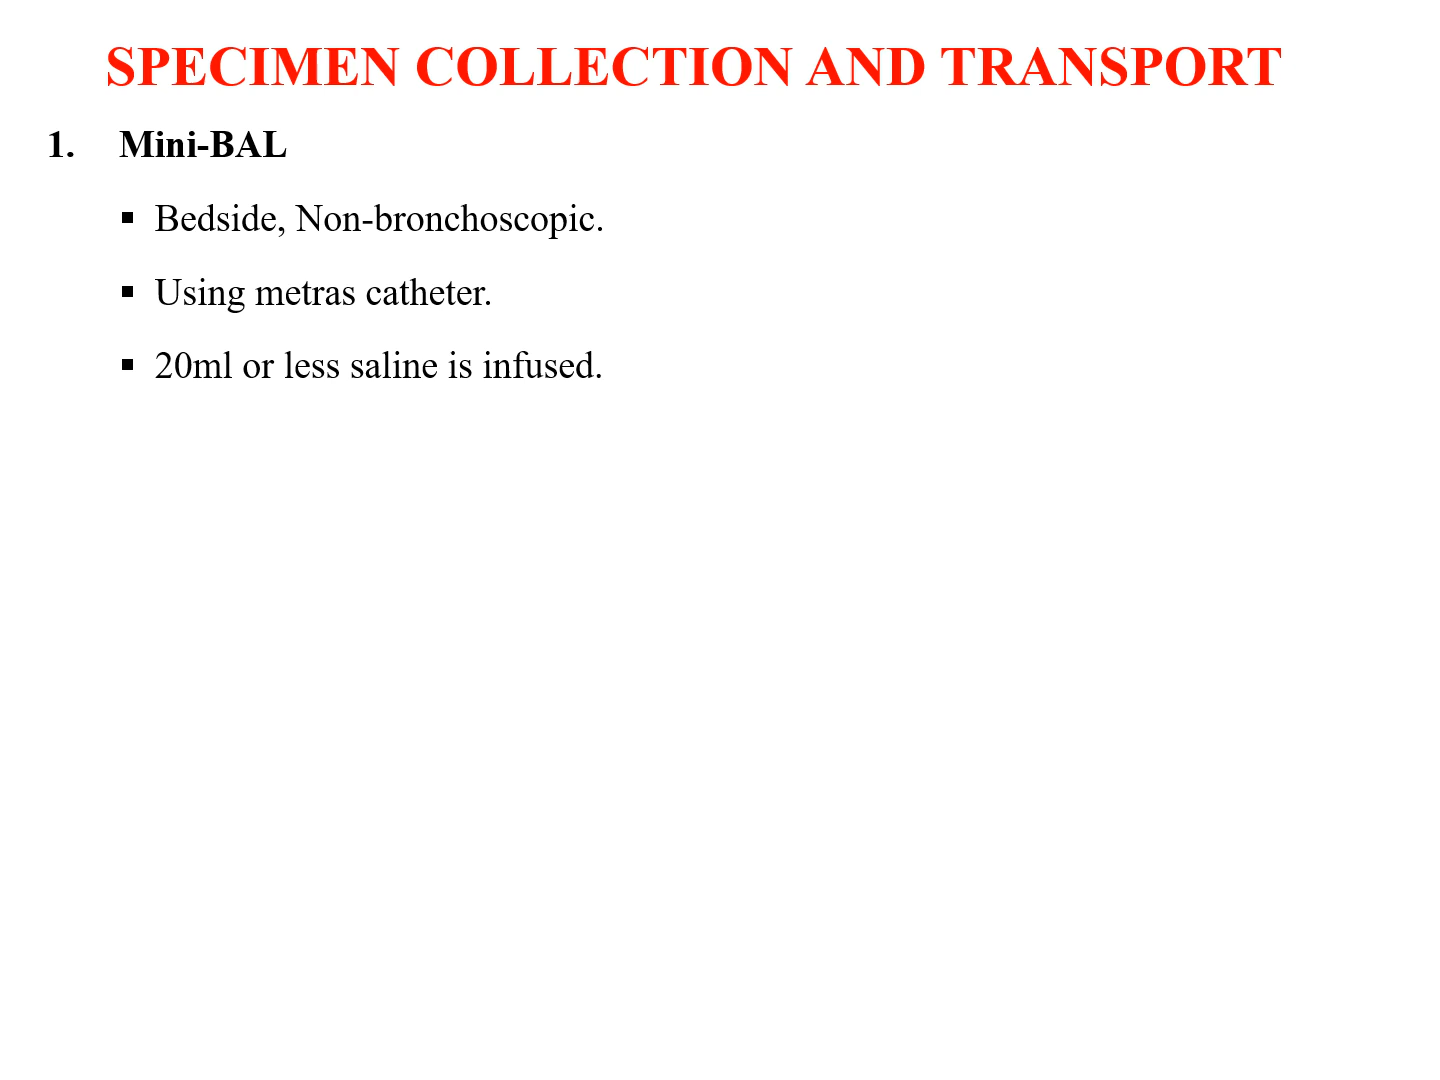 SPECIMEN COLLECTION AND TRANSPORT
1. Mini-BAL
▪ Bedside, Non-bronchoscopic.
▪ Using metras catheter.
▪ 20ml or less saline is infused.